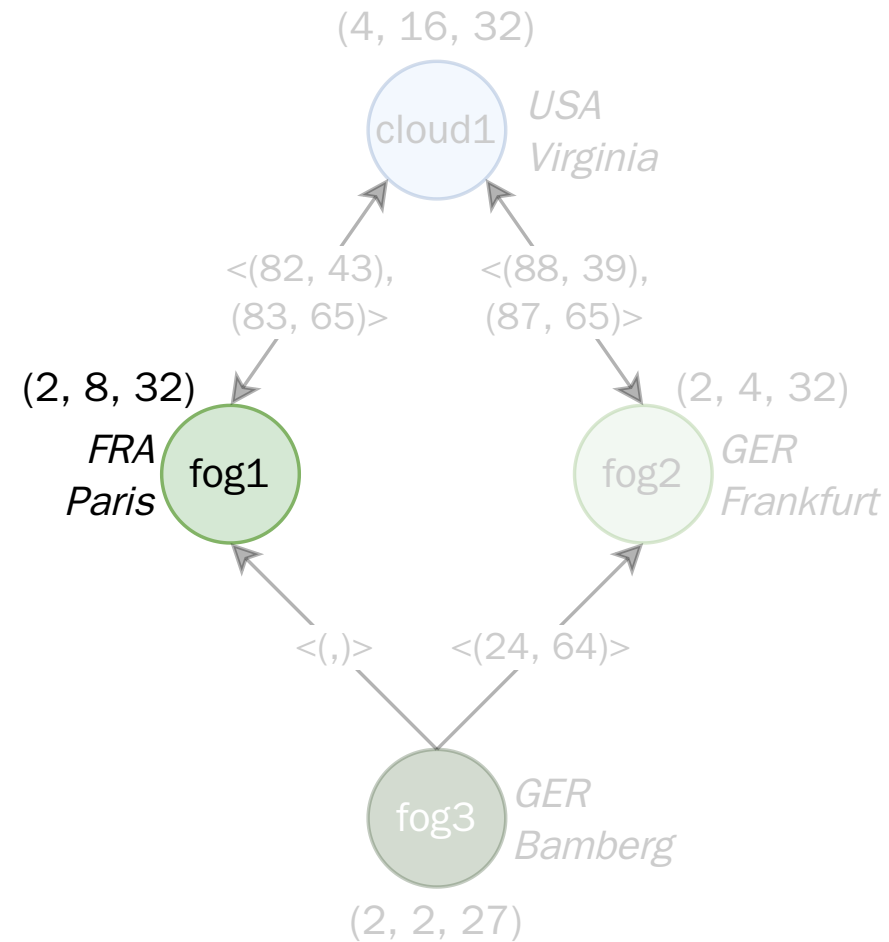 (4, 16, 32)
cloud1
USA
Virginia
<(82, 43),
(83, 65)>
<(88, 39),
(87, 65)>
(2, 8, 32)
FRA
Paris
fog1
(2, 4, 32)
fog2
GER
Frankfurt
<(,)>
<(24, 64)>
fog3
GER
Bamberg
(2, 2, 27)